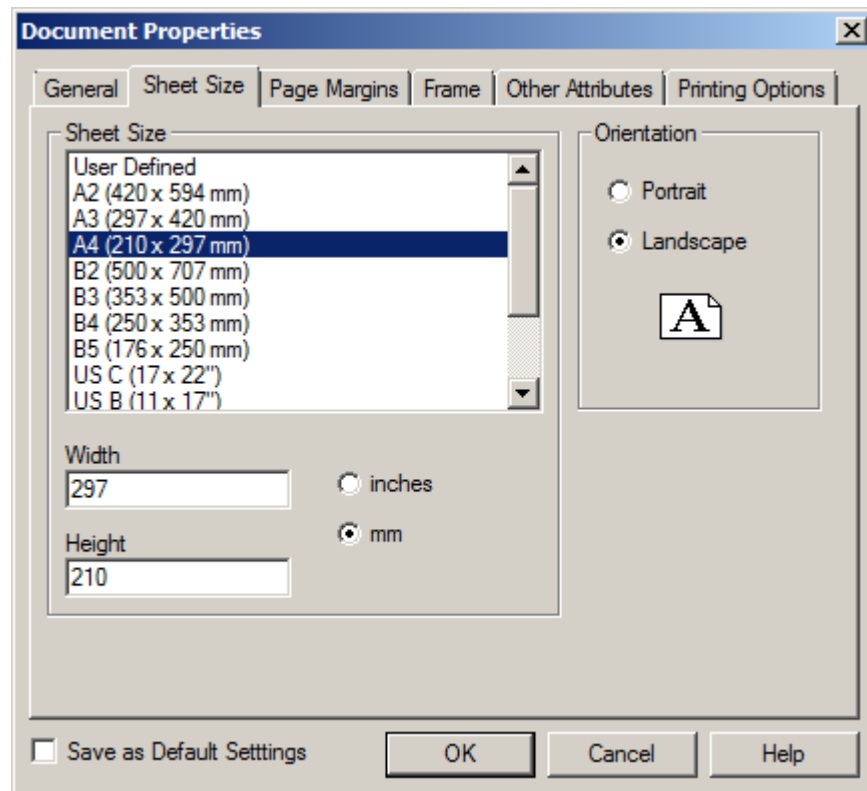 Document Properties
General Sheet Size Page Margins Frame Other Attributes Printing Options
Sheet Size
User Defined
A2 (420 x 594 mm)
A3 (297 x 420 mm)
A4 (210 x 297 mm)
B2 (500 x 707 mm)
B3 (353 x 500 mm)
B4 (250 x 353 mm)
B5 (176 x 250 mm)
US C (17 x 22")
US B (11 x 17")
Width
297
inches
mm
Height
210
Orientation
Portrait
Landscape
A
Save as Default Setttings
OK Cancel Help